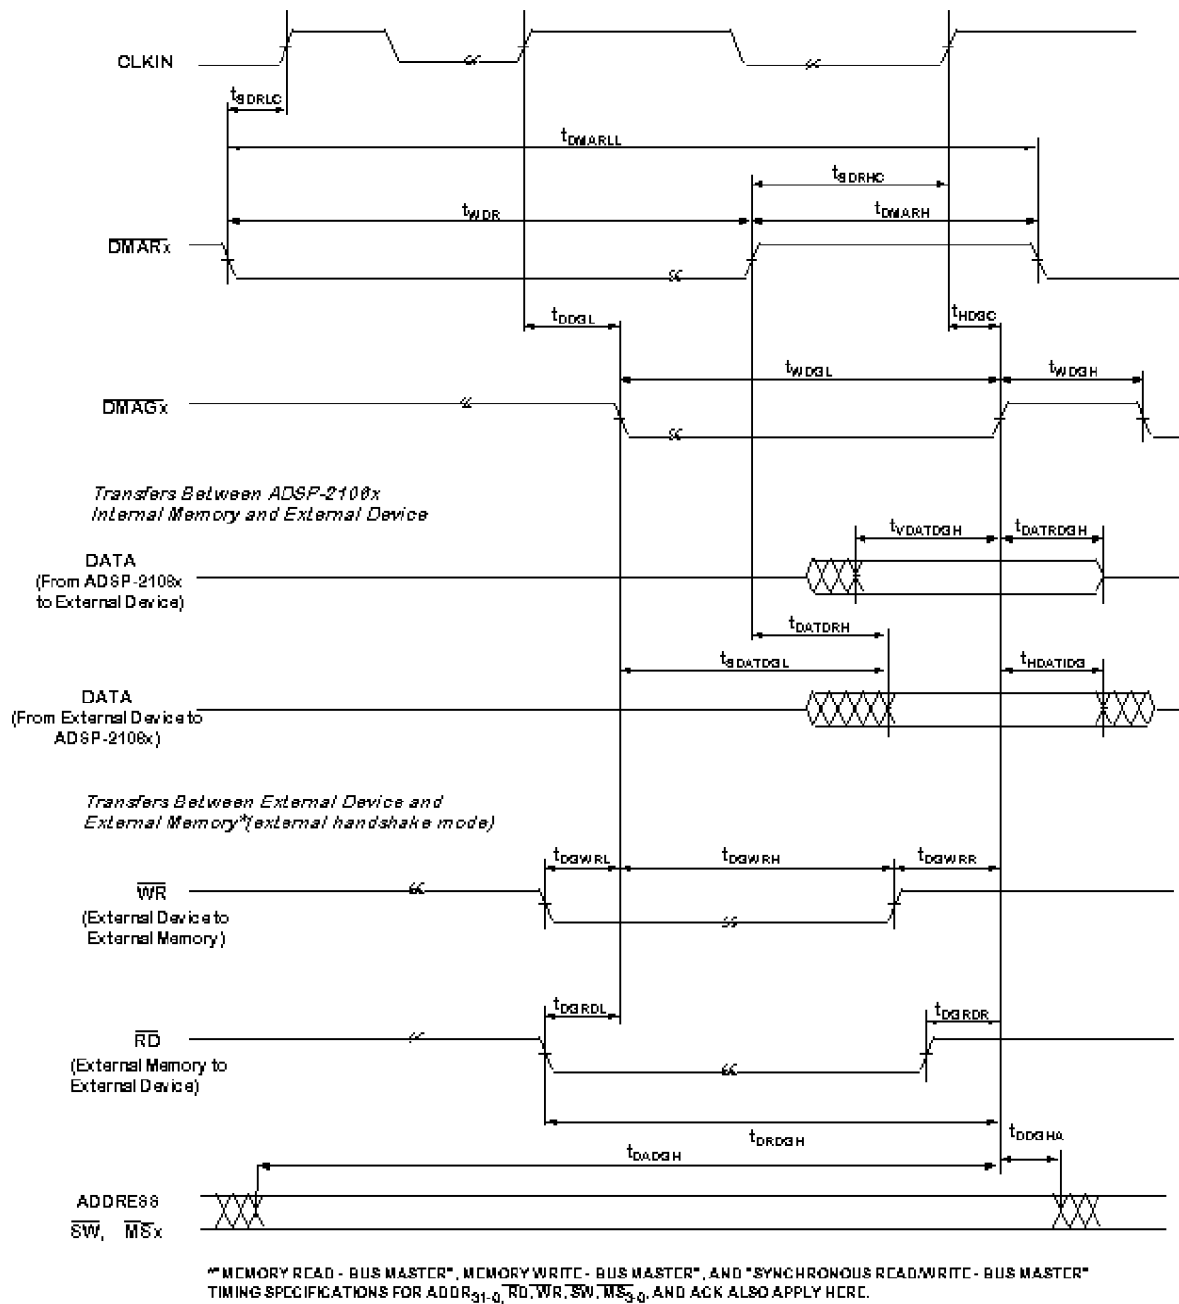 CLKIN
tSDRLC
tDMARLL
tSDRHC
tWDR
tDMARH
DMARx
tDDGL
tHDGC
tWDGL
tWDGH
DMAGx
Transfers Between ADSP-2106x
Internal Memory and External Device
tVDATDGH
tDATRDGH
DATA
(From ADSP-2106x
to External Device)
tDATDRH
tSDATDGL
tHDATIDG
DATA
(From External Device to
ADSP-2106x)
Transfers Between External Device and
External Memory*(external handshake mode)
tDGWRL
tDGWRH
tDGWRR
WR
(External Device to
External Memory)
tDGRDL
tDGRDR
RD
(External Memory to
External Device)
tDRDGH
tDDGHA
tDADGH
ADDRESS
SW, MSx
*"MEMORY READ - BUS MASTER", MEMORY WRITE - BUS MASTER", AND "SYNCHRONOUS READ/WRITE - BUS MASTER"
TIMING SPECIFICATIONS FOR ADDR31-0, RD, WR, SW, MS3-0, AND ACK ALSO APPLY HERE.